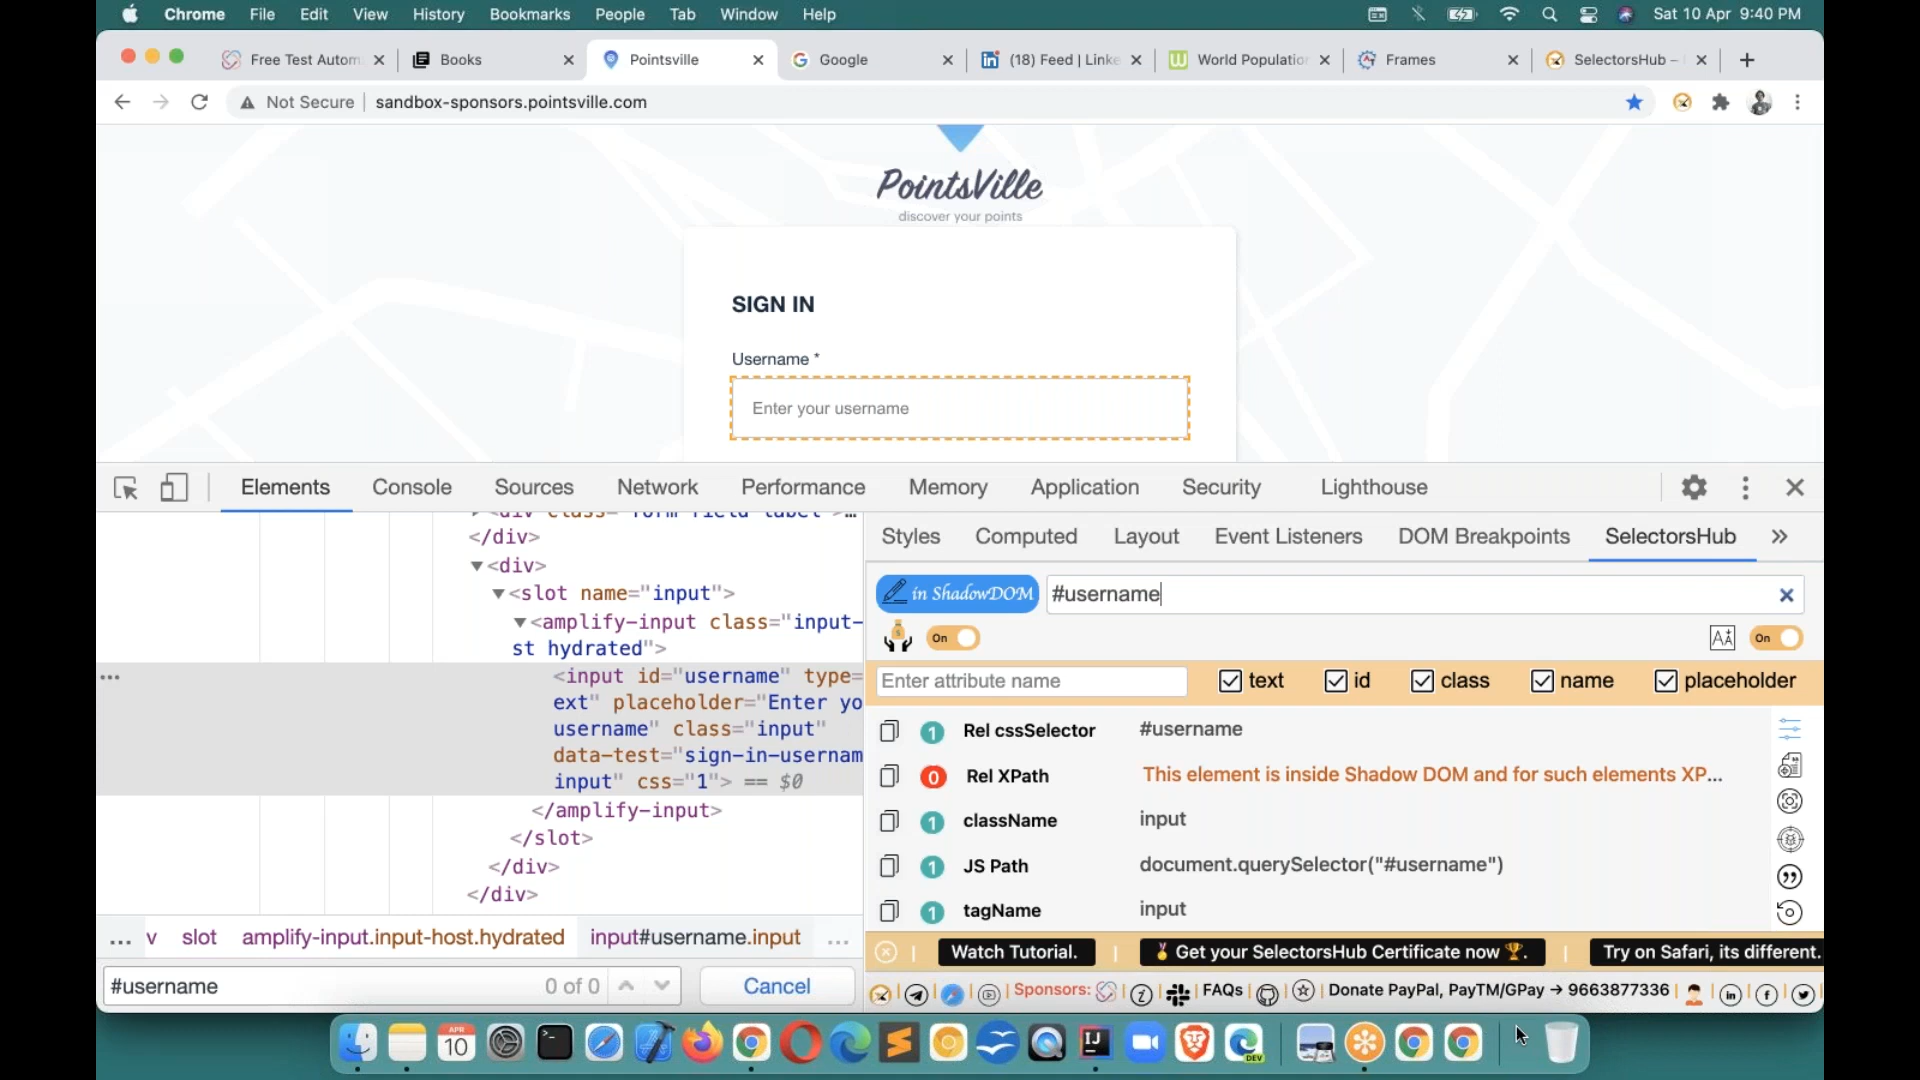 Chrome File Edit View History Bookmarks People Tab Window Help Sat 10 Apr 9:40 PM
Free Test Autom Books Pointsville Google (18) Feed | Linke World Populatio Frames SelectorsHub –
Not Secure sandbox-sponsors.pointsville.com
PointsVille
discover your points
SIGN IN
Username *
Enter your username
Elements Console Sources Network Performance Memory Application Security Lighthouse
Styles Computed Layout Event Listeners DOM Breakpoints SelectorsHub »
</div>
▼<div>
▼<slot name="input">
▼<amplify-input class="input-
st hydrated">
<input id="username" type=
ext" placeholder="Enter yo
username" class="input"
data-test="sign-in-usernam
input" css="1"> == $0
</amplify-input>
</slot>
</div>
</div>
... v slot amplify-input.input-host.hydrated input#username.input ...
#username 0 of 0 Cancel
in ShadowDOM #username
On On
Enter attribute name text id class name placeholder
1 Rel cssSelector #username
0 Rel XPath This element is inside Shadow DOM and for such elements XP...
1 className input
1 JS Path document.querySelector("#username")
1 tagName input
Watch Tutorial. | 🏅 Get your SelectorsHub Certificate now 🏆. | Try on Safari, its different.
Sponsors: FAQs Donate PayPal, PayTM/GPay → 9663877336
APR
10
IJ
DEV